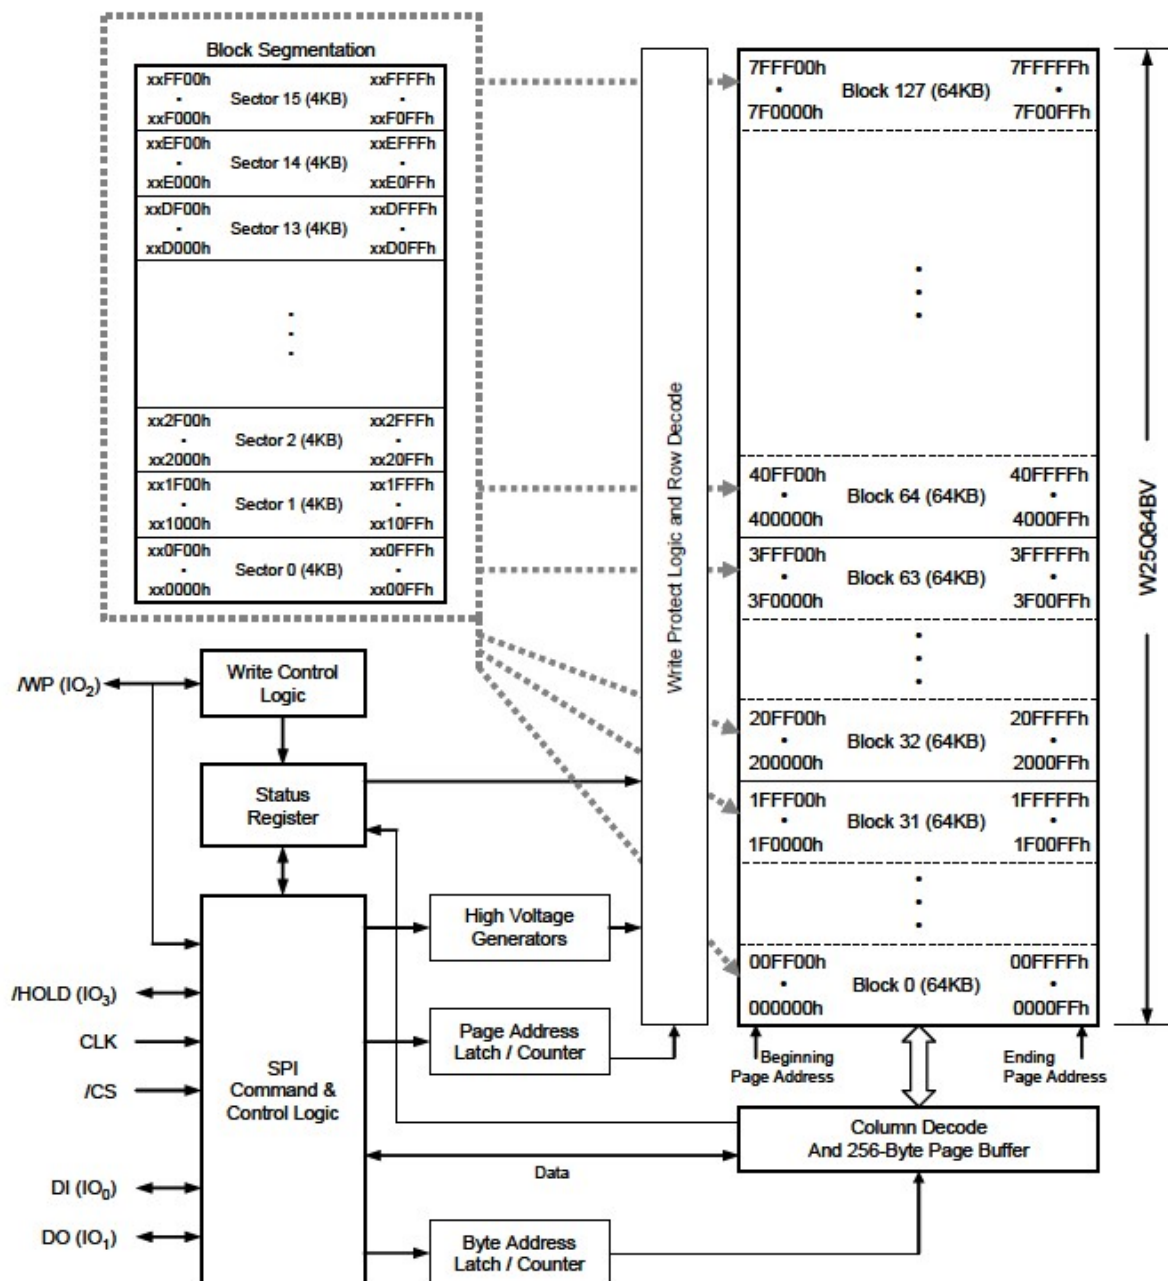 Block Segmentation
xxFF00h xxFFFFh
▪ Sector 15 (4KB) ▪
xxF000h xxF0FFh
xxEF00h xxEFFFh
▪ Sector 14 (4KB) ▪
xxE000h xxE0FFh
xxDF00h xxDFFFh
▪ Sector 13 (4KB) ▪
xxD000h xxD0FFh
xx2F00h xx2FFFh
▪ Sector 2 (4KB) ▪
xx2000h xx20FFh
xx1F00h xx1FFFh
▪ Sector 1 (4KB) ▪
xx1000h xx10FFh
xx0F00h xx0FFFh
▪ Sector 0 (4KB) ▪
xx0000h xx00FFh
Write Protect Logic and Row Decode
7FFF00h 7FFFFFh
• Block 127 (64KB) •
7F0000h 7F00FFh
40FF00h 40FFFFh
• Block 64 (64KB) •
400000h 4000FFh
3FFF00h 3FFFFFh
• Block 63 (64KB) •
3F0000h 3F00FFh
20FF00h 20FFFFh
• Block 32 (64KB) •
200000h 2000FFh
1FFF00h 1FFFFFh
• Block 31 (64KB) •
1F0000h 1F00FFh
00FF00h 00FFFFh
• Block 0 (64KB) •
000000h 0000FFh
W25Q64BV
Beginning
Page Address
Ending
Page Address
/WP (IO₂)
Write Control
Logic
Status
Register
High Voltage
Generators
/HOLD (IO₃)
CLK
/CS
SPI
Command &
Control Logic
Page Address
Latch / Counter
Column Decode
And 256-Byte Page Buffer
Data
DI (IO₀)
DO (IO₁)
Byte Address
Latch / Counter